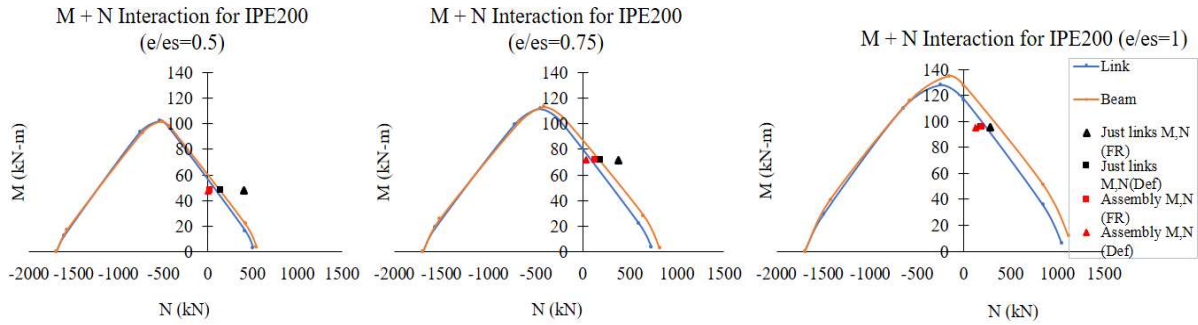 M + N Interaction for IPE200
(e/es=0.5)
140
120
100
80
60
40
20
0
-2000 -1000 -500 0 500 1000 1500
M (kN-m)
N (kN)
M + N Interaction for IPE200
(e/es=0.75)
140
120
100
80
60
40
20
0
-2000 -1500 -1000 -500 0 500 1000 1500
M (kN-m)
N (kN)
M + N Interaction for IPE200 (e/es=1)
140
120
100
80
60
40
20
0
-2000 -1500 -1000 -500 0 500 1000 1500
M (kN-m)
N (kN)
Link
Beam
Just links M,N
(FR)
Just links
M,N(Def)
Assembly M,N
(FR)
Assembly M,N
(Def)